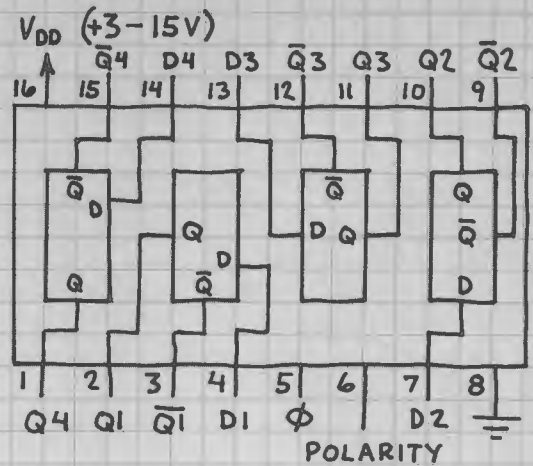 V_DD (+3-15V)
Q̅4 D4 D3 Q̅3 Q3 Q2 Q̅2
16 15 14 13 12 11 10 9
Q̅ Q̅ Q
D Q D Q Q̅
D
Q Q̅ D
1 2 3 4 5 6 7 8
Q4 Q1 Q̅1̅ D1 Φ D2
POLARITY